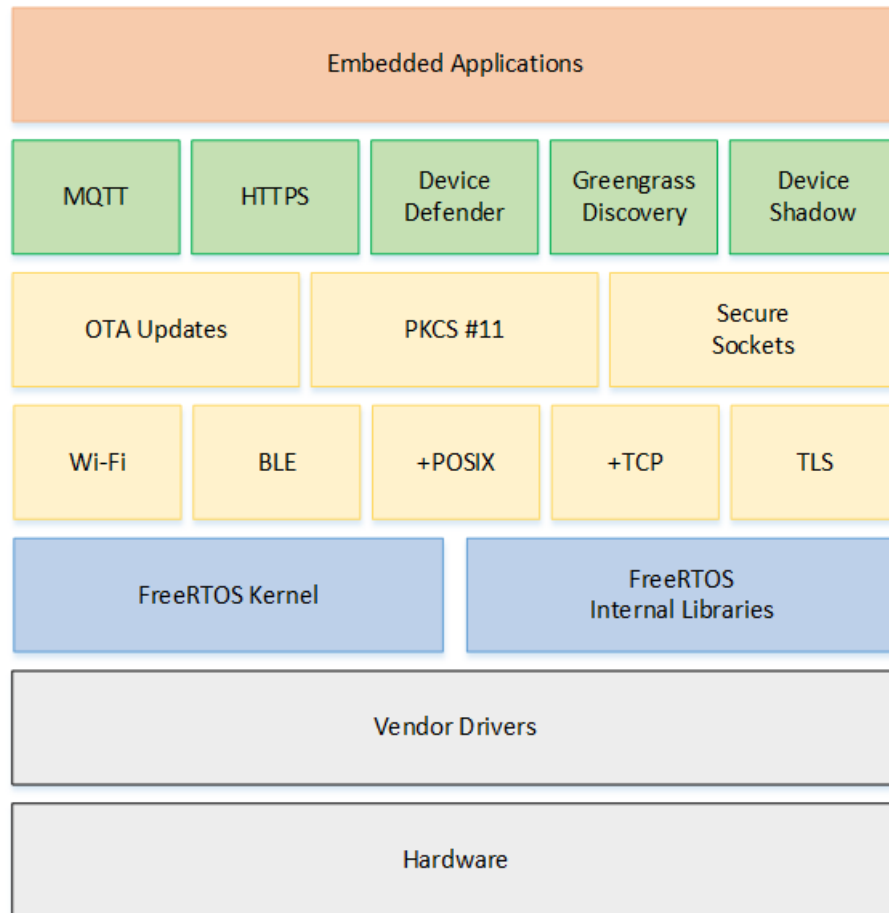 Embedded Applications
MQTT
HTTPS
Device
Defender
Greengrass
Discovery
Device
Shadow
OTA Updates
PKCS #11
Secure
Sockets
Wi-Fi
BLE
+POSIX
+TCP
TLS
FreeRTOS Kernel
FreeRTOS
Internal Libraries
Vendor Drivers
Hardware